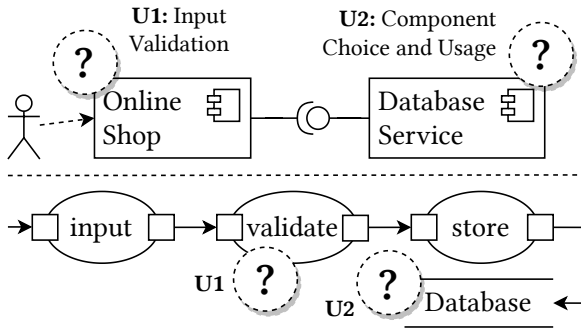 U1: Input
Validation
U2: Component
Choice and Usage
?
?
Online
Shop
Database
Service
input
validate
store
U1
?
U2
?
Database